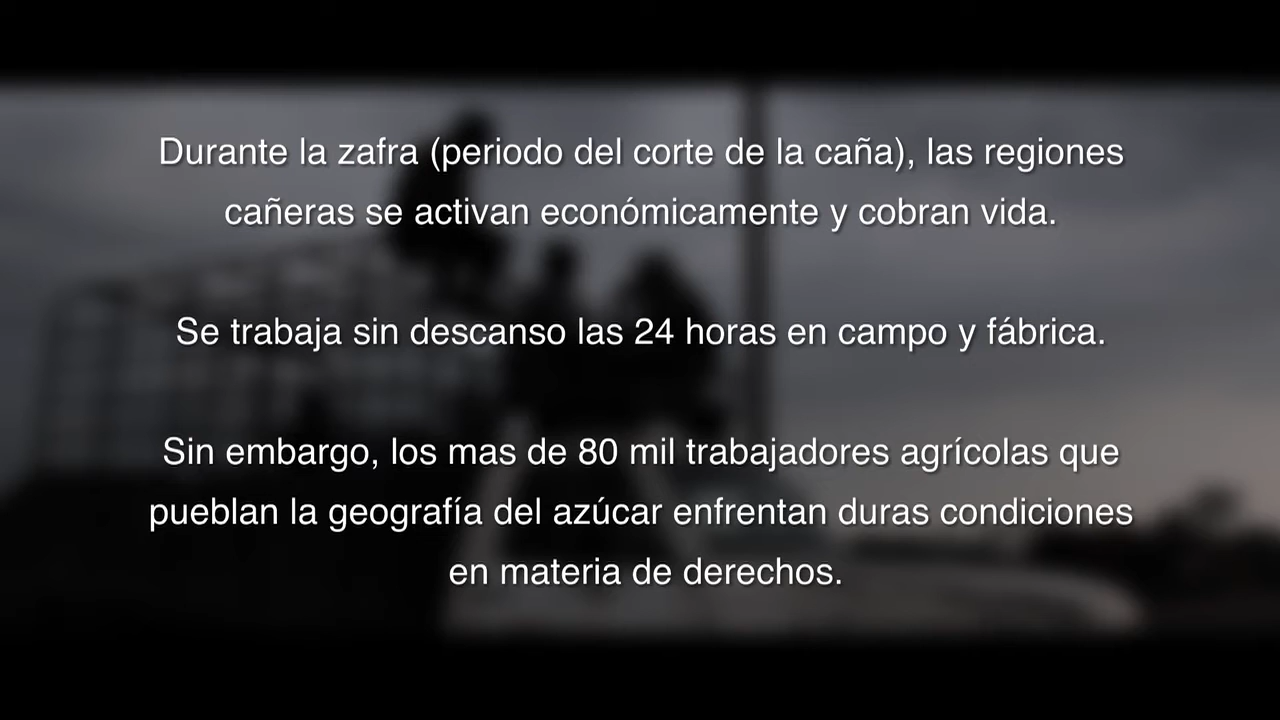 Durante la zafra (periodo del corte de la caña), las regiones
cañeras se activan económicamente y cobran vida.
Se trabaja sin descanso las 24 horas en campo y fábrica.
Sin embargo, los mas de 80 mil trabajadores agrícolas que
pueblan la geografía del azúcar enfrentan duras condiciones
en materia de derechos.